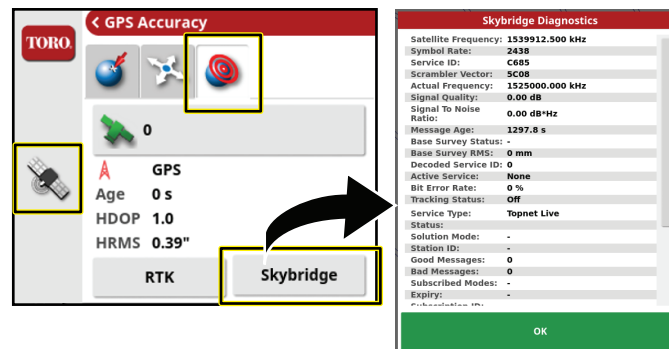 TORO.
< GPS Accuracy
0
GPS
Age 0 s
HDOP 1.0
HRMS 0.39"
RTK
Skybridge
Skybridge Diagnostics
Satellite Frequency: 1539912.500 kHz
Symbol Rate: 2438
Service ID: C685
Scrambler Vector: 5C08
Actual Frequency: 1525000.000 kHz
Signal Quality: 0.00 dB
Signal To Noise
Ratio: 0.00 dB*Hz
Message Age: 1297.8 s
Base Survey Status: -
Base Survey RMS: 0 mm
Decoded Service ID: 0
Active Service: None
Bit Error Rate: 0 %
Tracking Status: Off
Service Type: Topnet Live
Status:
Solution Mode: -
Station ID: -
Good Messages: 0
Bad Messages: 0
Subscribed Modes: -
Expiry: -
Subscription ID:
OK